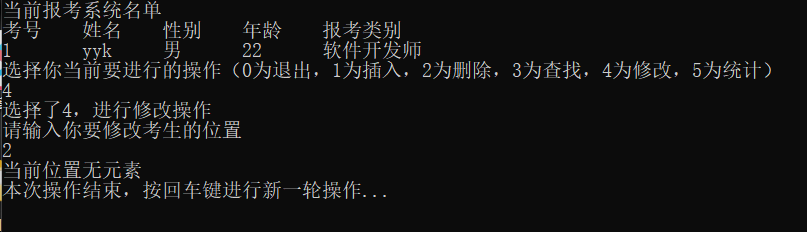 当前报考系统名单
考号 姓名 性别 年龄 报考类别
1 yyk 男 22 软件开发师
选择你当前要进行的操作（0为退出，1为插入，2为删除，3为查找，4为修改，5为统计）
4
选择了4，进行修改操作
请输入你要修改考生的位置
2
当前位置无元素
本次操作结束，按回车键进行新一轮操作...